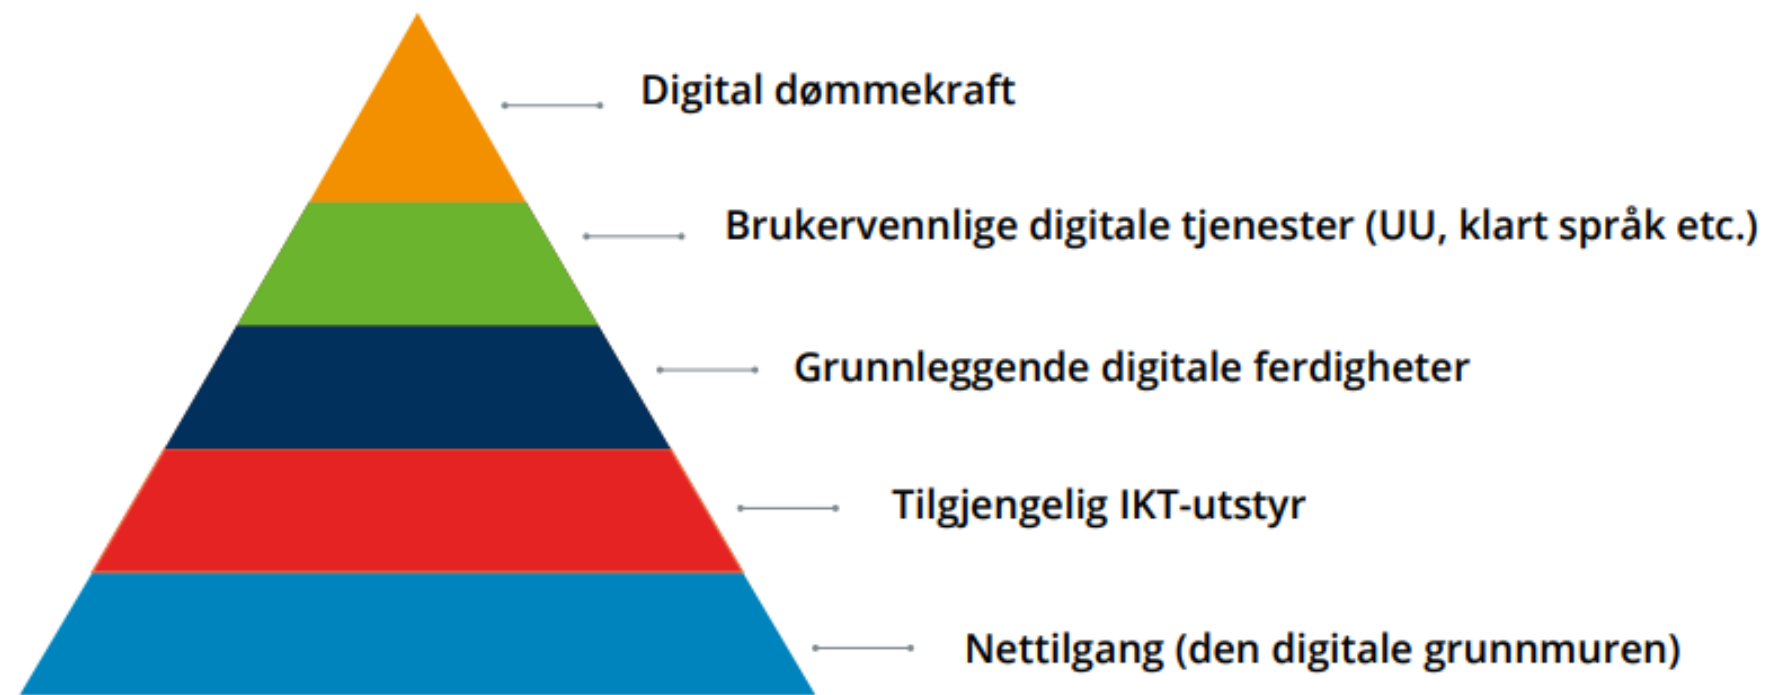 Digital dømmekraft
Brukervennlige digitale tjenester (UU, klart språk etc.)
Grunnleggende digitale ferdigheter
Tilgjengelig IKT-utstyr
Nettilgang (den digitale grunnmuren)